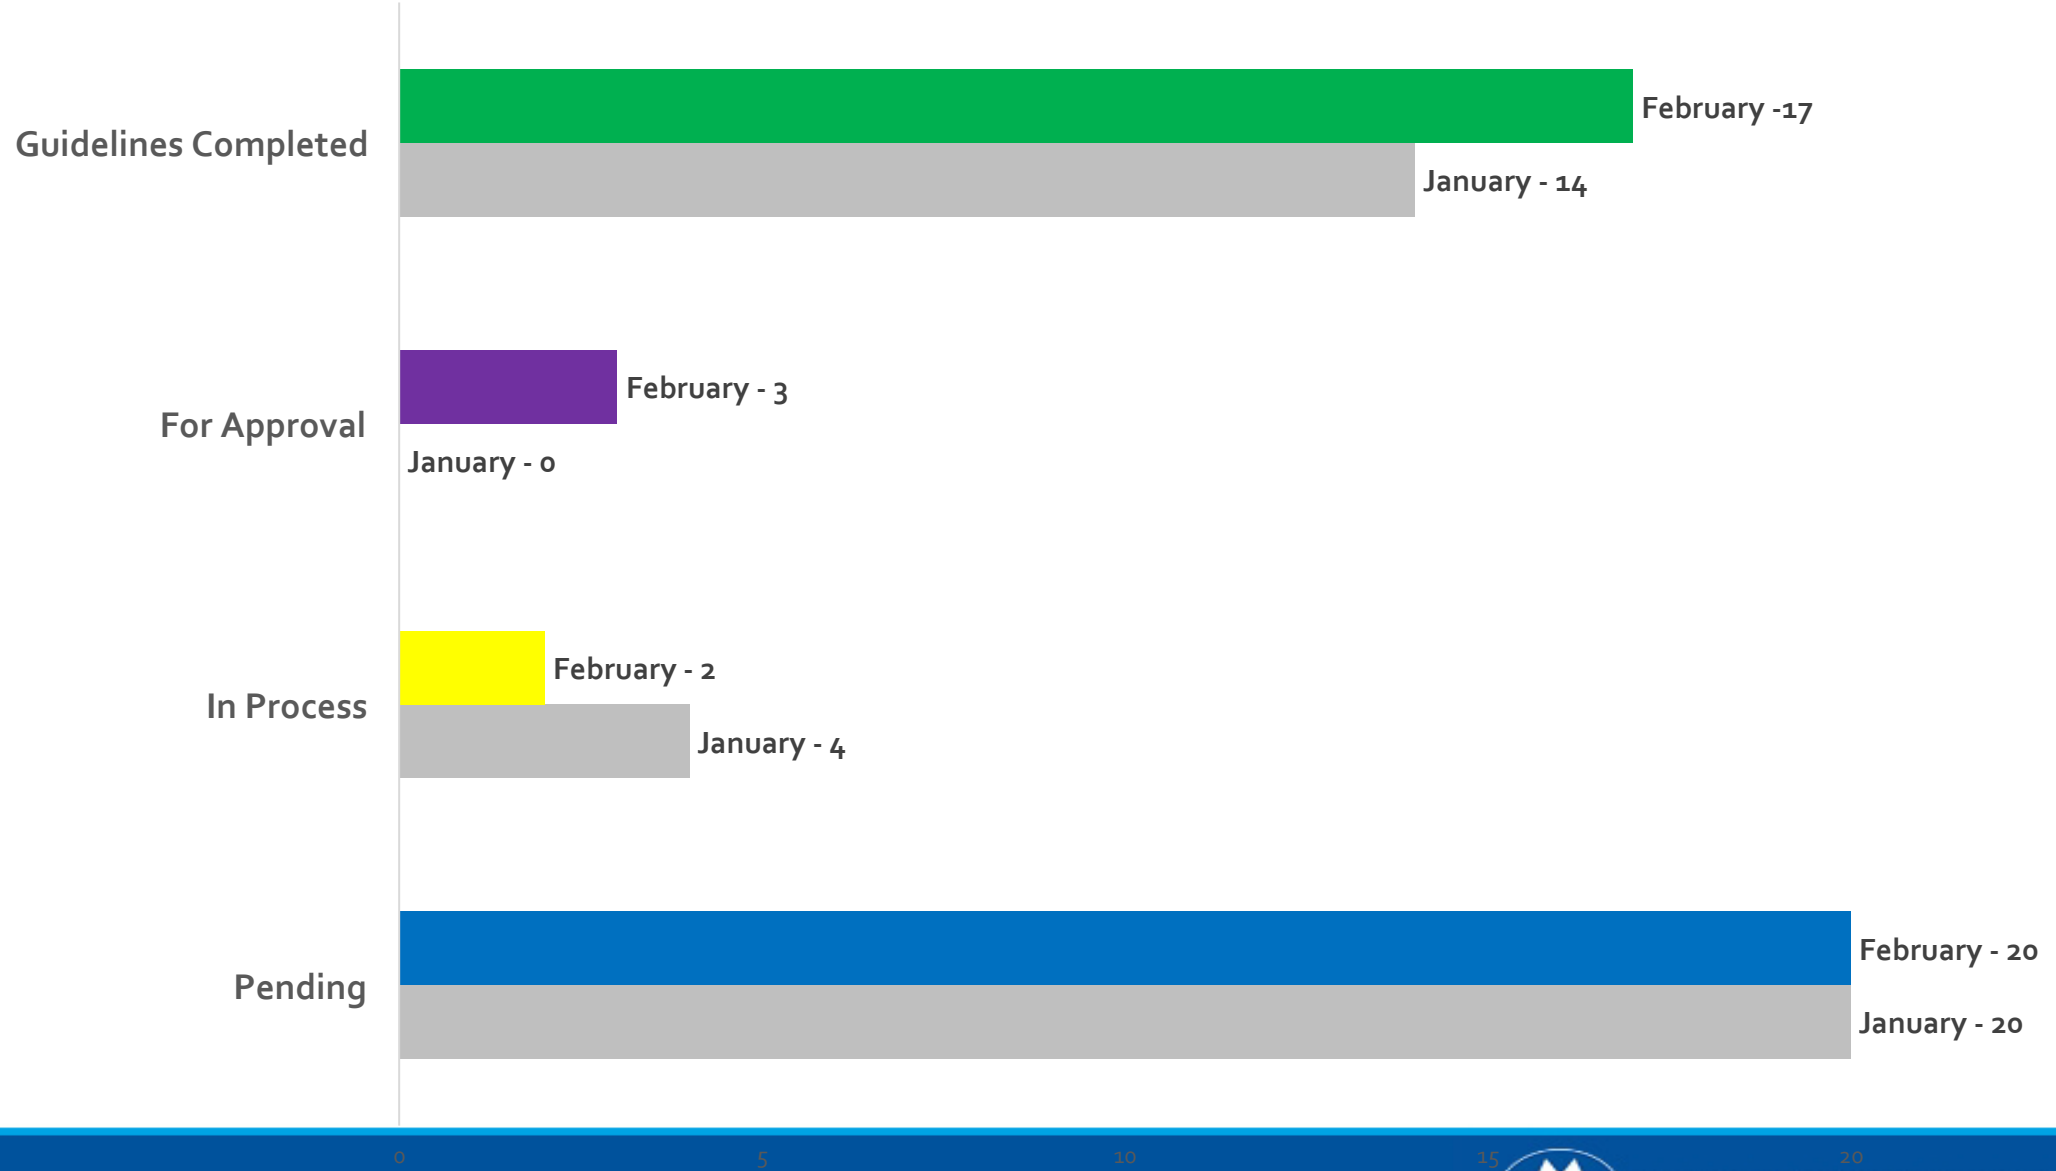 Guidelines Completed
February -17
January - 14
For Approval
February - 3
January - 0
In Process
February - 2
January - 4
Pending
February - 20
January - 20
0 5 10 15 20